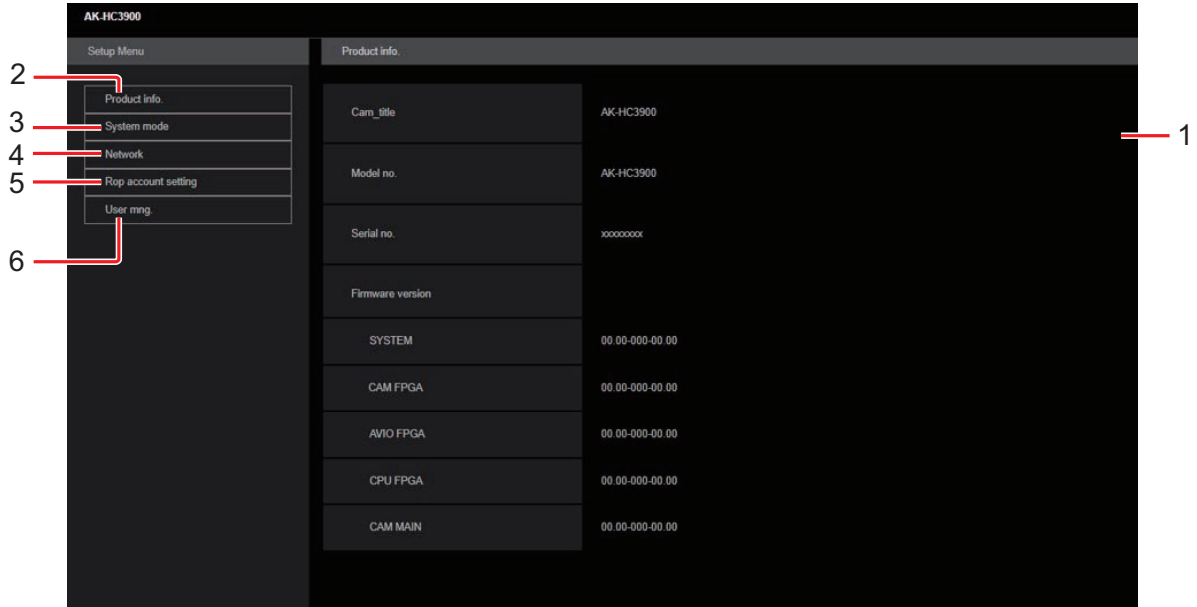 AK-HC3900
Setup Menu
Product info.
2
Product info.
3
System mode
4
Network
5
Rop account setting
User mng.
6
Cam_title AK-HC3900
1
Model no. AK-HC3900
Serial no. xxxxxxxx
Firmware version
SYSTEM 00.00-000-00.00
CAM FPGA 00.00-000-00.00
AVIO FPGA 00.00-000-00.00
CPU FPGA 00.00-000-00.00
CAM MAIN 00.00-000-00.00